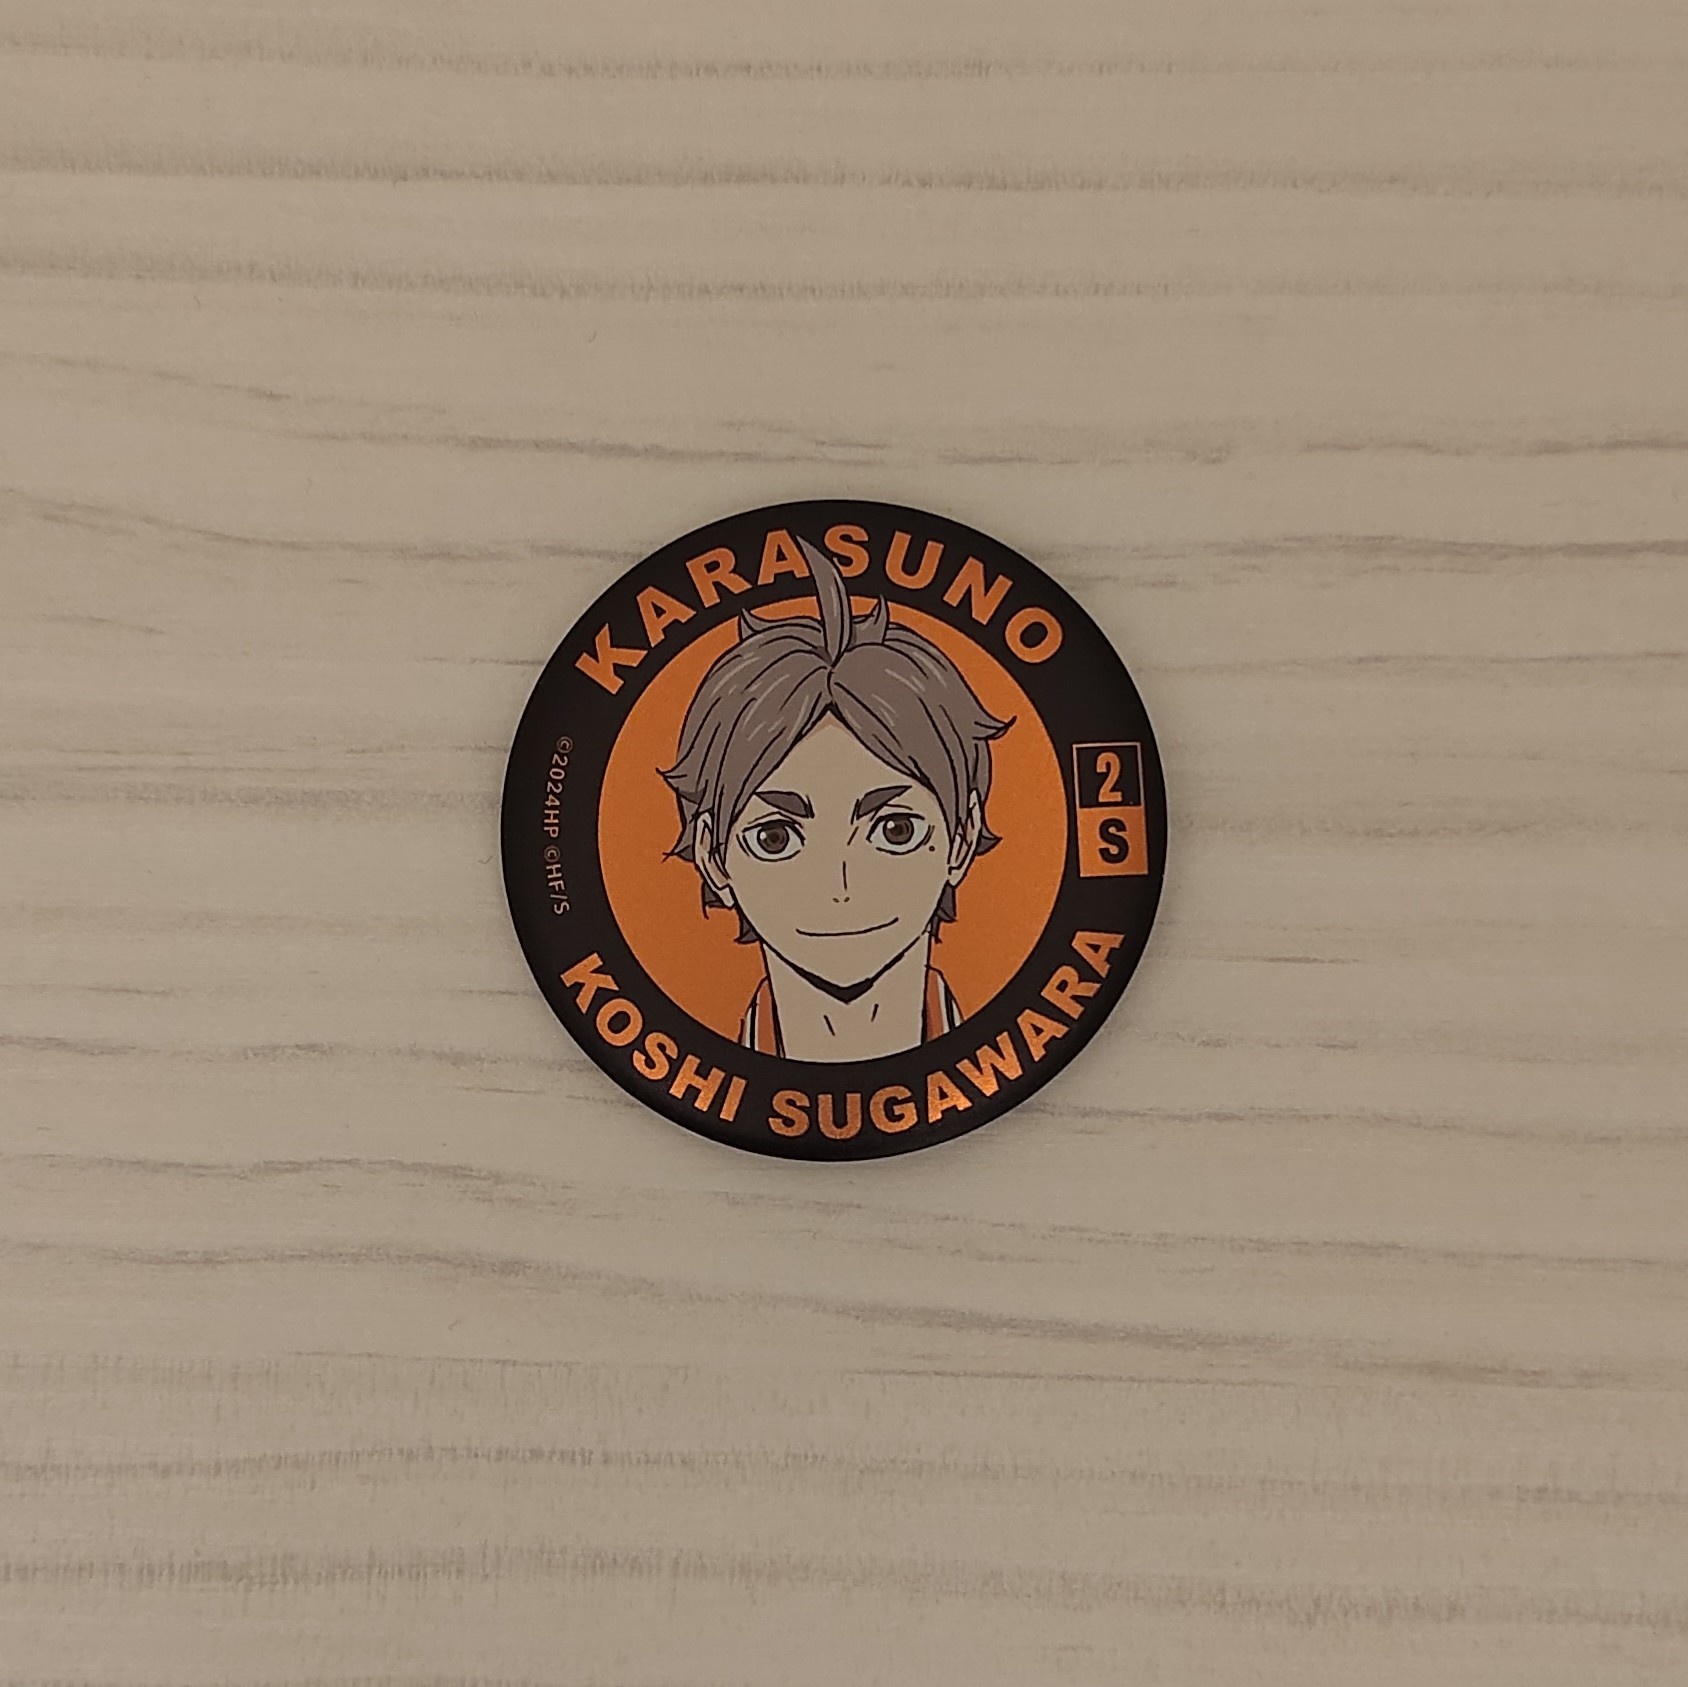 KARASUNO
2
S
©2024HP ©HF/S
KOSHI SUGAWARA